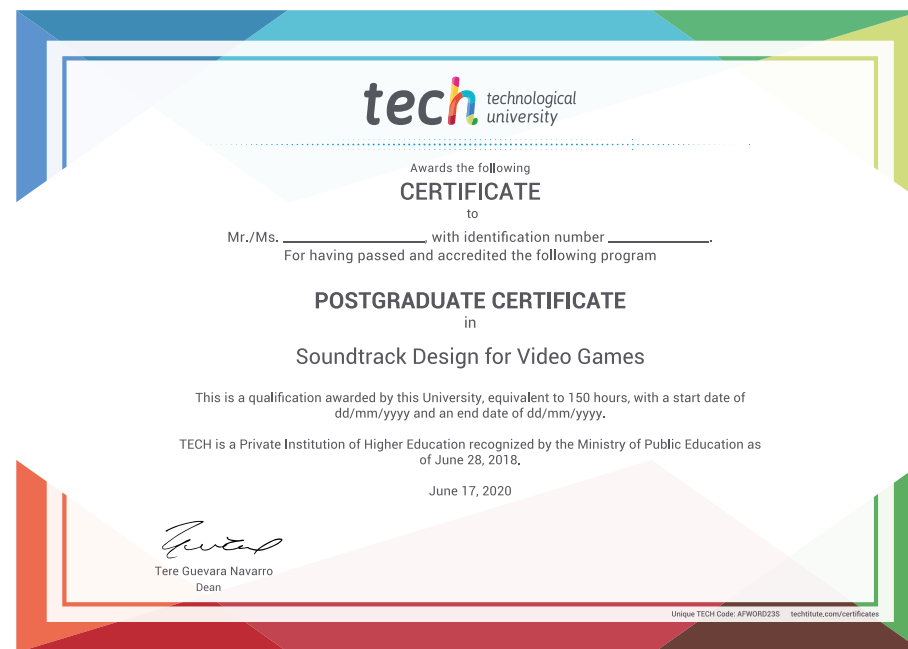 tech technological
university
Awards the following
CERTIFICATE
to
Mr./Ms. ____________, with identification number ____________.
For having passed and accredited the following program
POSTGRADUATE CERTIFICATE
in
Soundtrack Design for Video Games
This is a qualification awarded by this University, equivalent to 150 hours, with a start date of
dd/mm/yyyy and an end date of dd/mm/yyyy.
TECH is a Private Institution of Higher Education recognized by the Ministry of Public Education as
of June 28, 2018.
June 17, 2020
Tere Guevara Navarro
Dean
Unique TECH Code: AFWORD23S techtitute.com/certificates